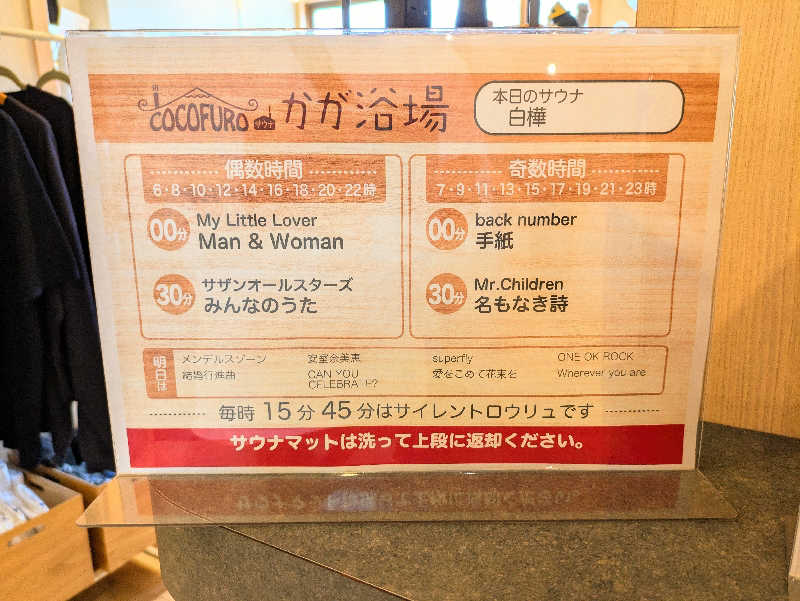 COCOFURO サウナ かが浴場
本日のサウナ
白樺
偶数時間
6・8・10・12・14・16・18・20・22時
00分
My Little Lover
Man & Woman
30分
サザンオールスターズ
みんなのうた
奇数時間
7・9・11・13・15・17・19・21・23時
00分
back number
手紙
30分
Mr.Children
名もなき詩
明日は
メンデルスゾーン
結婚行進曲
安室奈美恵
CAN YOU
CELEBRATE?
superfly
愛をこめて花束を
ONE OK ROCK
Wherever you are
毎時 15分 45分はサイレントロウリュです
サウナマットは洗って上段に返却ください。